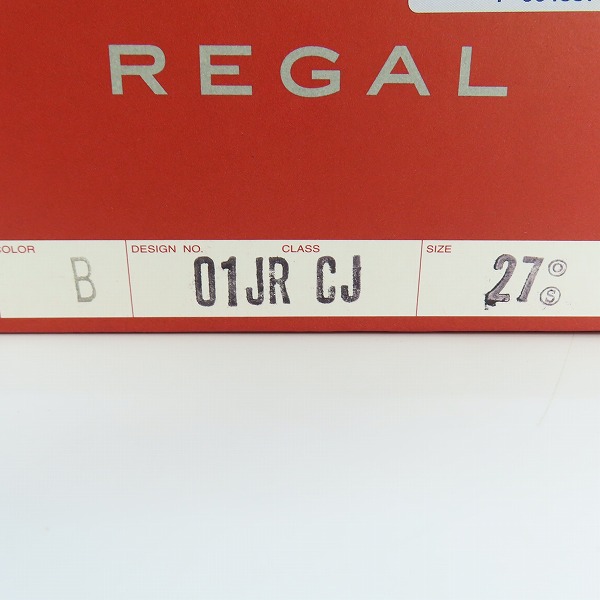 REGAL
COLOR DESIGN NO. CLASS SIZE
B 01JR CJ 27 O S